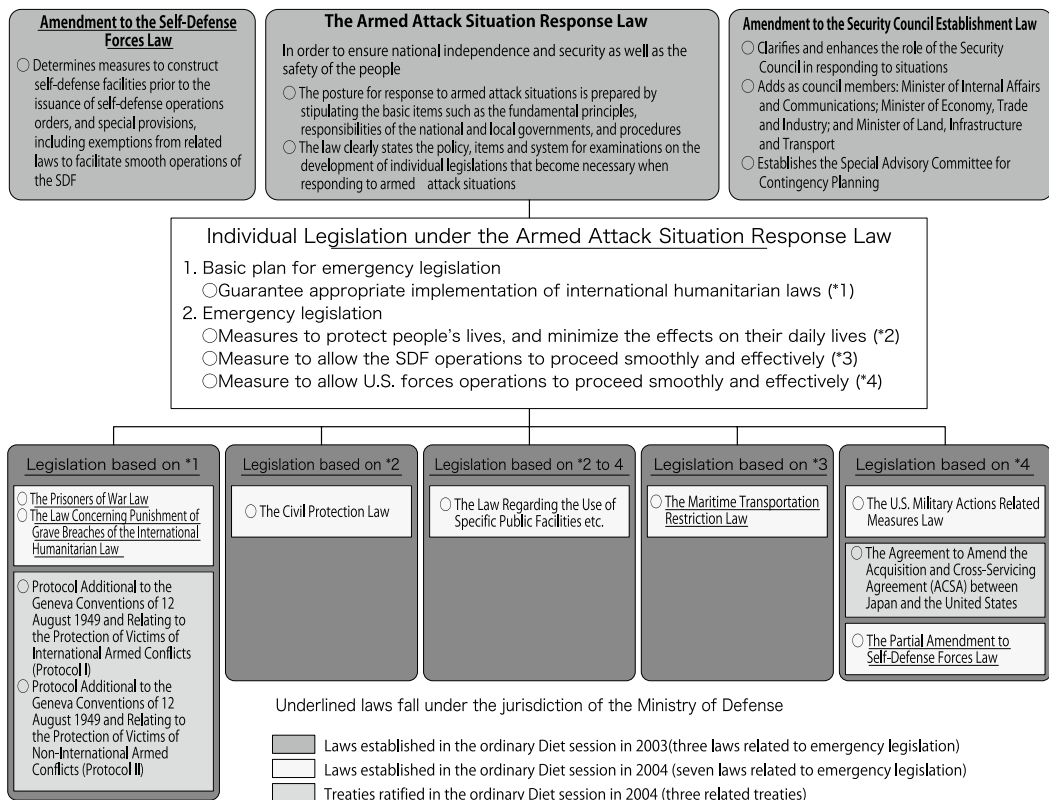 Amendment to the Self-Defense
Forces Law
○ Determines measures to construct
self-defense facilities prior to the
issuance of self-defense operations
orders, and special provisions,
including exemptions from related
laws to facilitate smooth operations of
the SDF
The Armed Attack Situation Response Law
In order to ensure national independence and security as well as the
safety of the people
○ The posture for response to armed attack situations is prepared by
stipulating the basic items such as the fundamental principles,
responsibilities of the national and local governments, and procedures
○ The law clearly states the policy, items and system for examinations on the
development of individual legislations that become necessary when
responding to armed attack situations
Amendment to the Security Council Establishment Law
○ Clarifies and enhances the role of the Security
Council in responding to situations
○ Adds as council members: Minister of Internal Affairs
and Communications; Minister of Economy, Trade
and Industry; and Minister of Land, Infrastructure
and Transport
○ Establishes the Special Advisory Committee for
Contingency Planning
Individual Legislation under the Armed Attack Situation Response Law
1. Basic plan for emergency legislation
○Guarantee appropriate implementation of international humanitarian laws (*1)
2. Emergency legislation
○Measures to protect people's lives, and minimize the effects on their daily lives (*2)
○Measure to allow the SDF operations to proceed smoothly and effectively (*3)
○Measure to allow U.S. forces operations to proceed smoothly and effectively (*4)
Legislation based on *1
○ The Prisoners of War Law
○ The Law Concerning Punishment of
Grave Breaches of the International
Humanitarian Law
○ Protocol Additional to the
Geneva Conventions of 12
August 1949 and Relating to
the Protection of Victims of
International Armed Conflicts
(Protocol I)
○ Protocol Additional to the
Geneva Conventions of 12
August 1949 and Relating to
the Protection of Victims of
Non-International Armed
Conflicts (Protocol II)
Legislation based on *2
○ The Civil Protection Law
Legislation based on *2 to 4
○ The Law Regarding the Use of
Specific Public Facilities etc.
Legislation based on *3
○ The Maritime Transportation
Restriction Law
Legislation based on *4
○ The U.S. Military Actions Related
Measures Law
○ The Agreement to Amend the
Acquisition and Cross-Servicing
Agreement (ACSA) between
Japan and the United States
○ The Partial Amendment to
Self-Defense Forces Law
Underlined laws fall under the jurisdiction of the Ministry of Defense
Laws established in the ordinary Diet session in 2003(three laws related to emergency legislation)
Laws established in the ordinary Diet session in 2004 (seven laws related to emergency legislation)
Treaties ratified in the ordinary Diet session in 2004 (three related treaties)